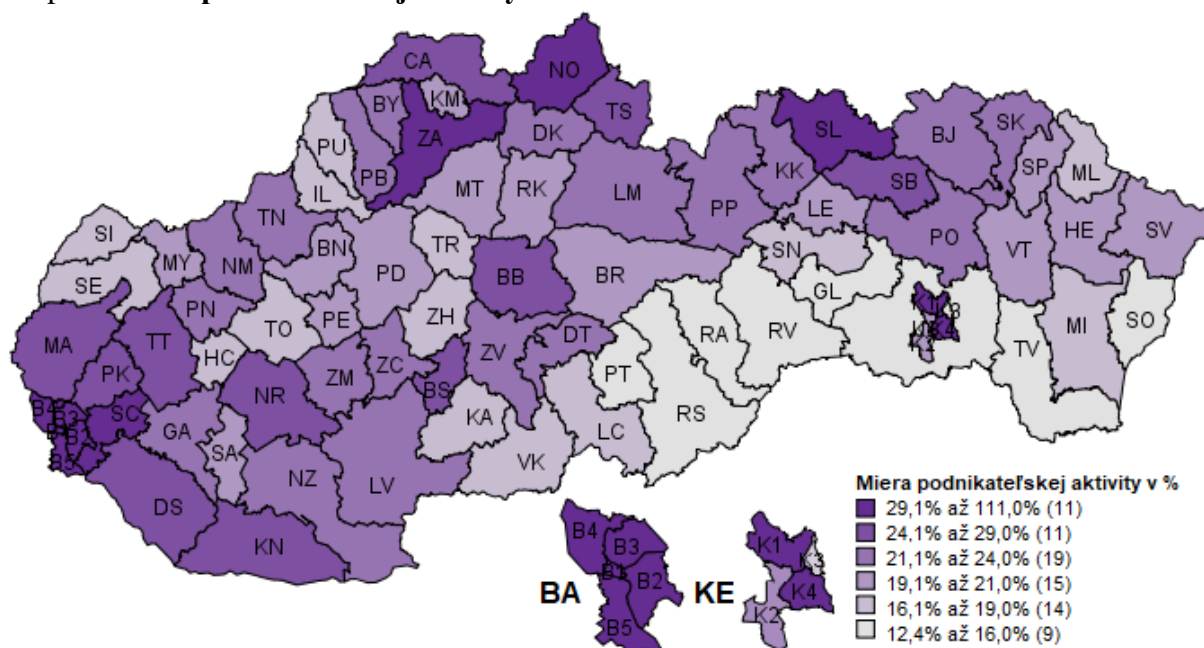 CA
NO
BY
KM
TS
PU
ZA
DK
SL
BJ
SK
PB
SP
ML
IL
MT
RK
LM
KK
SB
PP
LE
HE
SV
TN
SI
BN
TR
PO
MY
NM
PD
SN
VT
BB
BR
SE
GL
PN
TO
PE
ZH
RA
RV
K1
MI
SO
MA
TT
HC
DT
K4
TV
PK
ZM
ZC
ZV
PT
NR
BS
SC
RS
B4
B3
KA
GA
SA
LC
B5
VK
NZ
LV
DS
KN
Miera podnikateľskej aktivity v %
29,1% až 111,0% (11)
24,1% až 29,0% (11)
21,1% až 24,0% (19)
19,1% až 21,0% (15)
16,1% až 19,0% (14)
12,4% až 16,0% (9)
B4
B3
B2
BA
B5
K1
KE
K4
K2